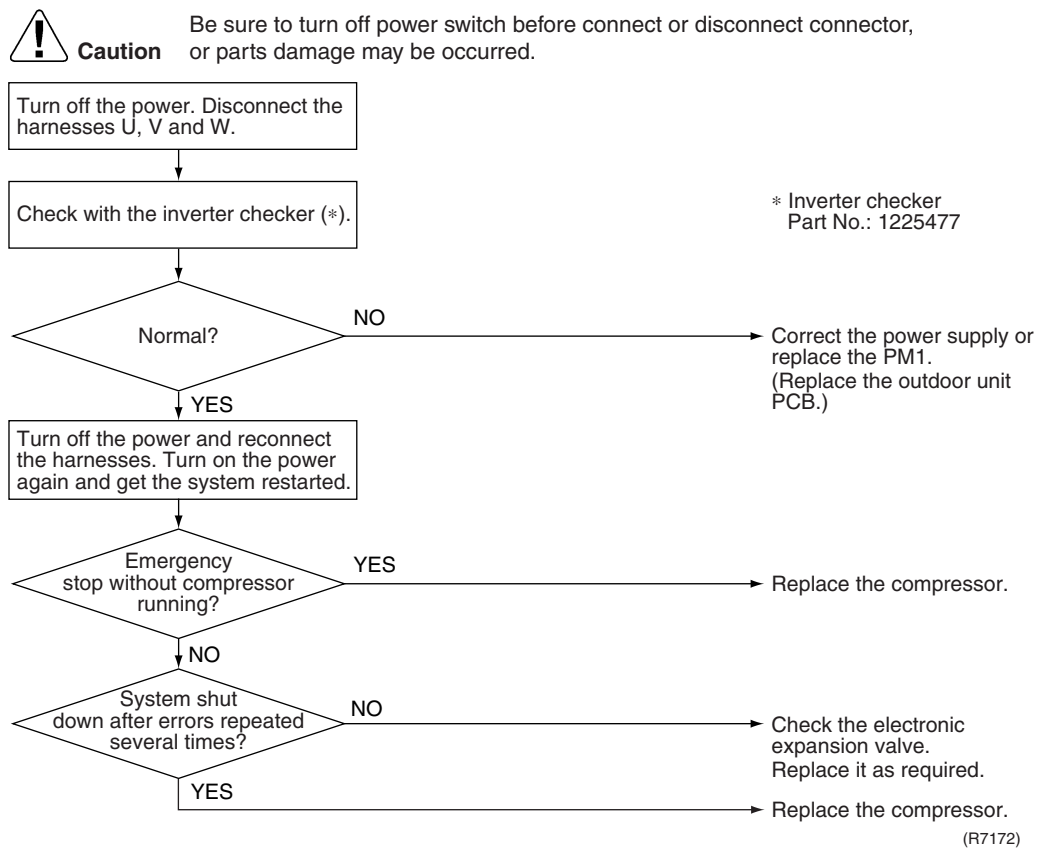 Be sure to turn off power switch before connect or disconnect connector,
Caution or parts damage may be occurred.
Turn off the power. Disconnect the
harnesses U, V and W.
Check with the inverter checker (*).
* Inverter checker
Part No.: 1225477
Normal?
NO
Correct the power supply or
replace the PM1.
(Replace the outdoor unit
PCB.)
YES
Turn off the power and reconnect
the harnesses. Turn on the power
again and get the system restarted.
Emergency
stop without compressor
running?
YES
Replace the compressor.
NO
System shut
down after errors repeated
several times?
NO
Check the electronic
expansion valve.
Replace it as required.
YES
Replace the compressor.
(R7172)